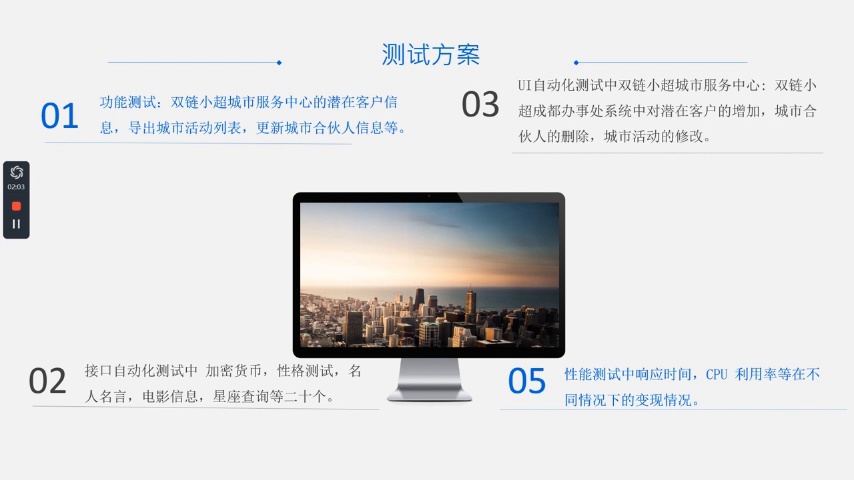 测试方案
01
功能测试：双链小超城市服务中心的潜在客户信
息，导出城市活动列表，更新城市合伙人信息等。
03
UI自动化测试中双链小超城市服务中心：双链小
超成都办事处系统中对潜在客户的增加，城市合
伙人的删除，城市活动的修改。
02:03
02
接口自动化测试中 加密货币，性格测试，名
人名言，电影信息，星座查询等二十个。
05
性能测试中响应时间，CPU 利用率等在不
同情况下的变现情况。